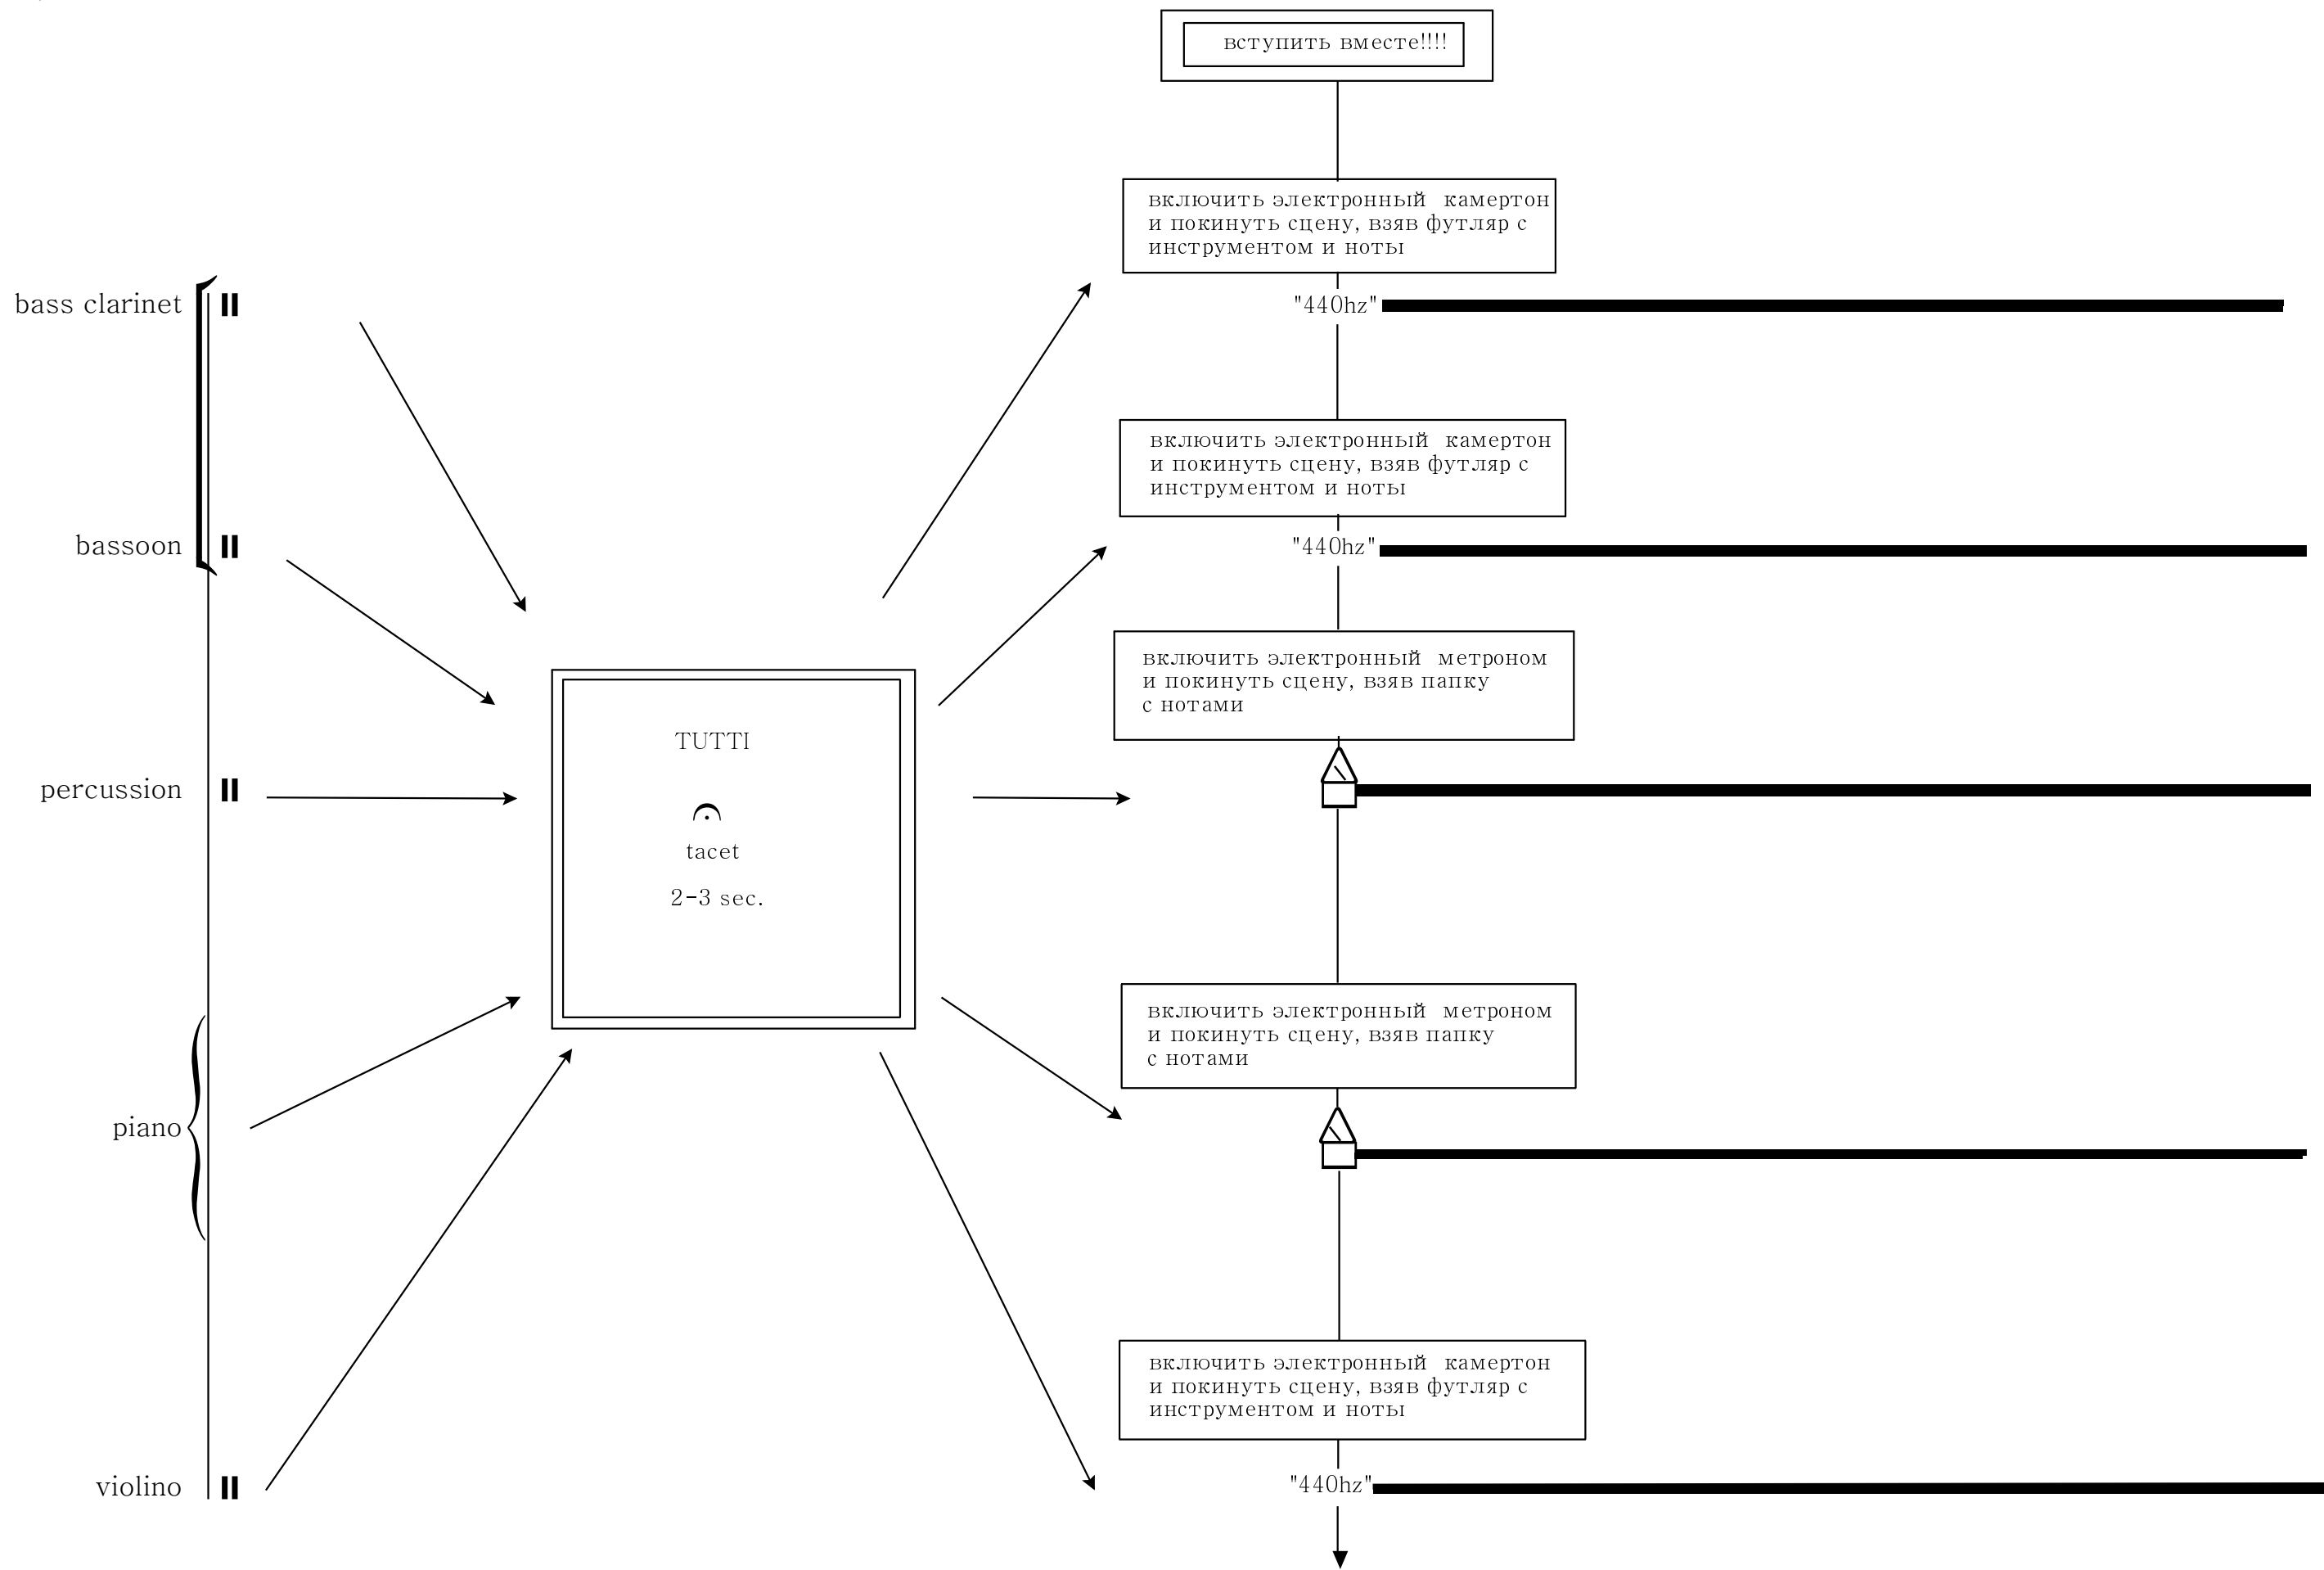 вступить вместе!!!!
включить электронный камертон
и покинуть сцену, взяв футляр с
инструментом и ноты
bass clarinet
"440hz"
включить электронный камертон
и покинуть сцену, взяв футляр с
инструментом и ноты
bassoon
"440hz"
включить электронный метроном
и покинуть сцену, взяв папку
с нотами
TUTTI
percussion
tacet
2-3 sec.
включить электронный метроном
и покинуть сцену, взяв папку
с нотами
piano
включить электронный камертон
и покинуть сцену, взяв футляр с
инструментом и ноты
violino
"440hz"